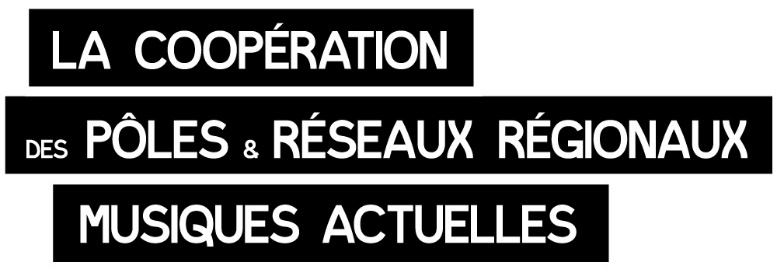 LA COOPÉRATION
DES PÔLES & RÉSEAUX RÉGIONAUX
MUSIQUES ACTUELLES